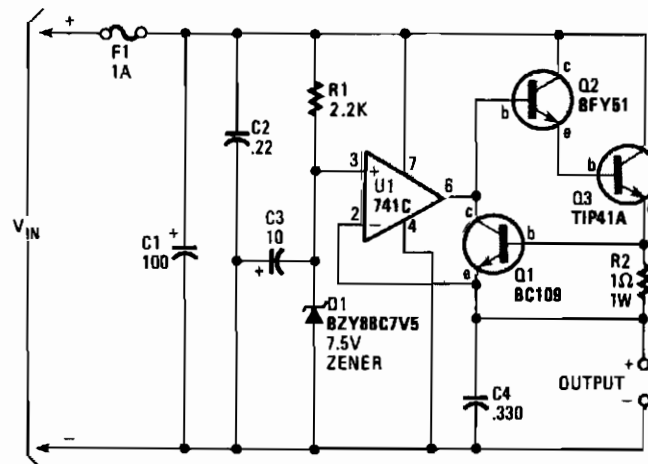 +
F1
1A
VIN
−
C1
100
+
C2
.22
C3
10
+
R1
2.2K
D1
BZY88C7V5
7.5V
ZENER
3
+
2
−
U1
741C
7
4
6
c
b
e
Q2
BFY51
b
Q3
TIP41A
c
b
e
Q1
BC109
R2
1Ω
1W
C4
.330
+
OUTPUT
−